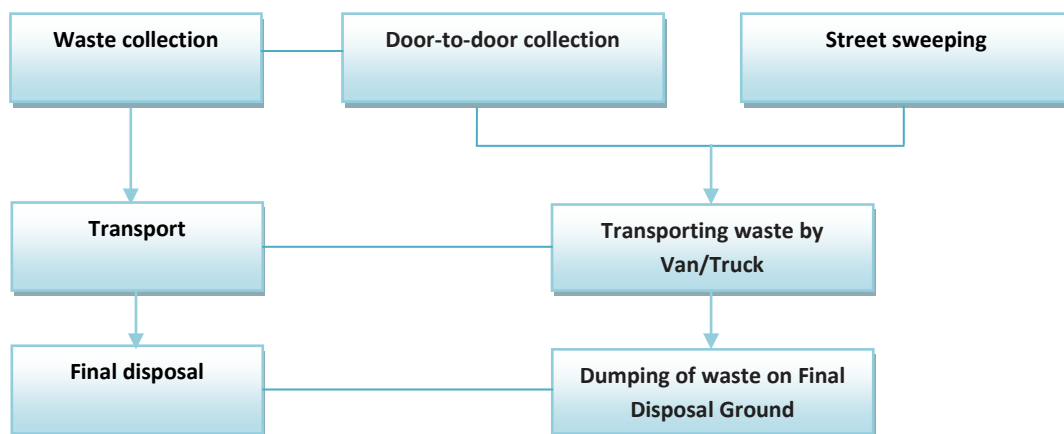 Waste collection
Door-to-door collection
Street sweeping
Transport
Transporting waste by
Van/Truck
Final disposal
Dumping of waste on Final
Disposal Ground